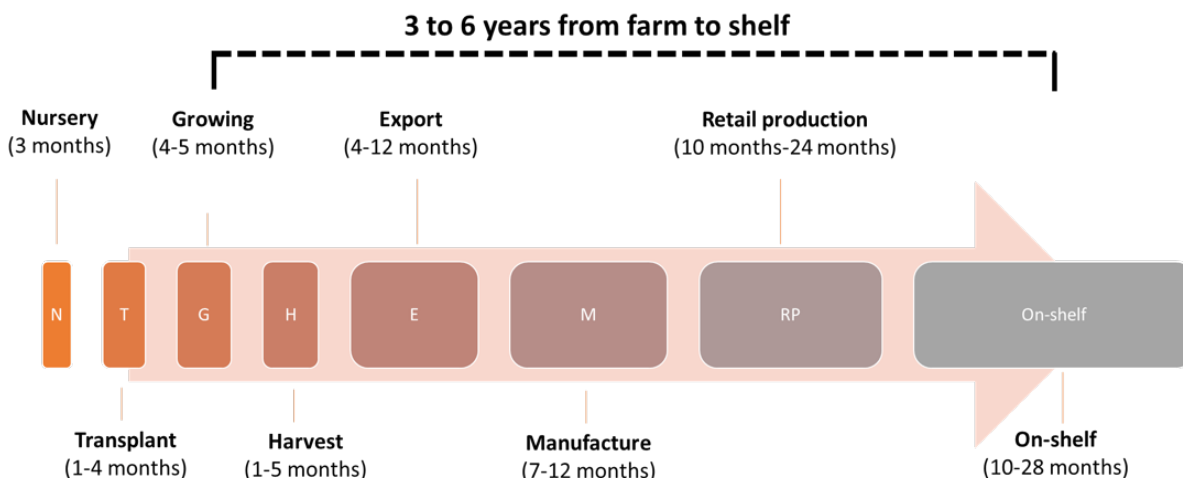 3 to 6 years from farm to shelf
Nursery
(3 months)
Growing
(4-5 months)
Export
(4-12 months)
Retail production
(10 months-24 months)
N
T
G
H
E
M
RP
On-shelf
Transplant
(1-4 months)
Harvest
(1-5 months)
Manufacture
(7-12 months)
On-shelf
(10-28 months)